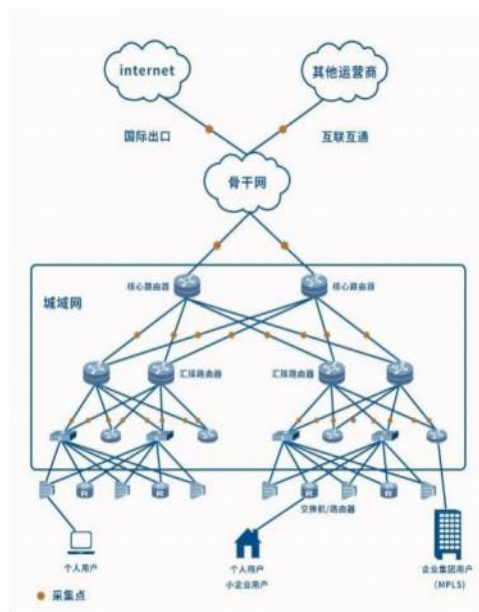 internet
其他运营商
国际出口
互联互通
骨干网
核心路由器
核心路由器
城域网
汇接路由器
汇接路由器
交换机/路由器
个人用户
个人用户
小企业用户
企业集团用户
(MPLS)
采集点